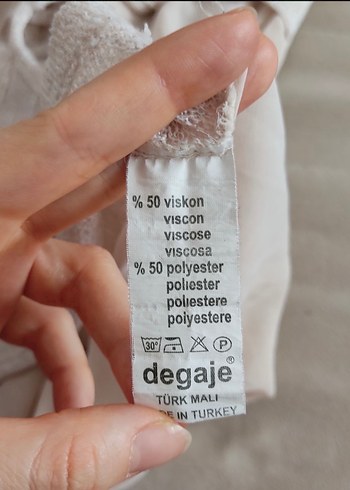 % 50 viskon
viscon
viscose
viscosa
% 50 polyester
poliester
poliestere
polyestere
30°
P
degaje®
TÜRK MALI
E IN TURKEY